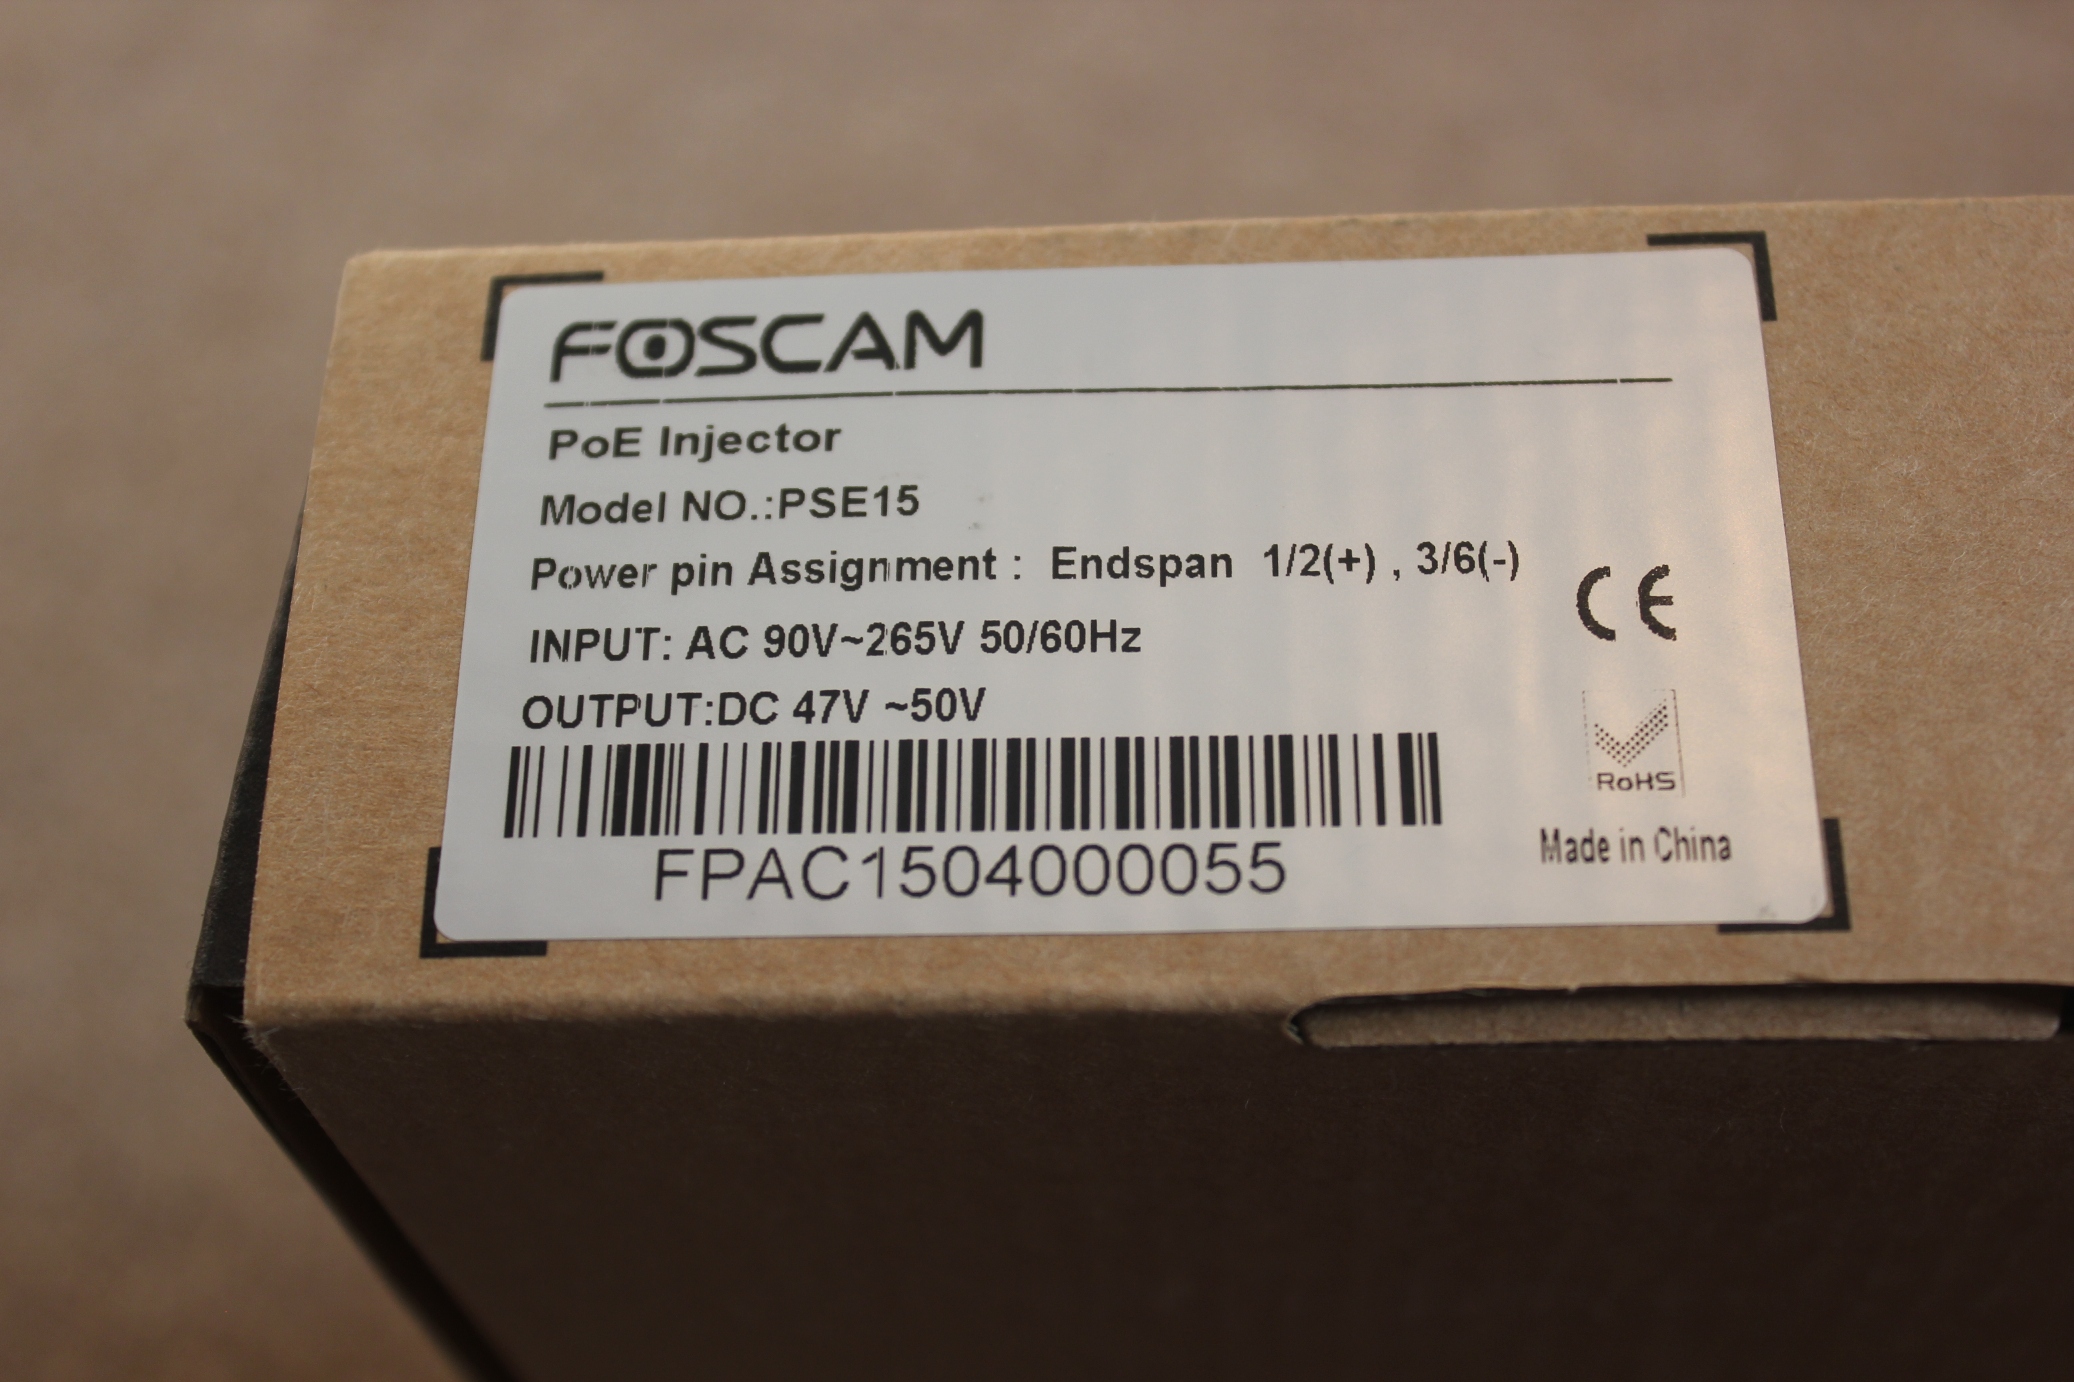 FOSCAM
PoE Injector
Model NO.:PSE15
Power pin Assignment : Endspan 1/2(+) , 3/6(-)
INPUT: AC 90V~265V 50/60Hz
OUTPUT:DC 47V ~50V
CE
RoHS
FPAC1504000055
Made in China